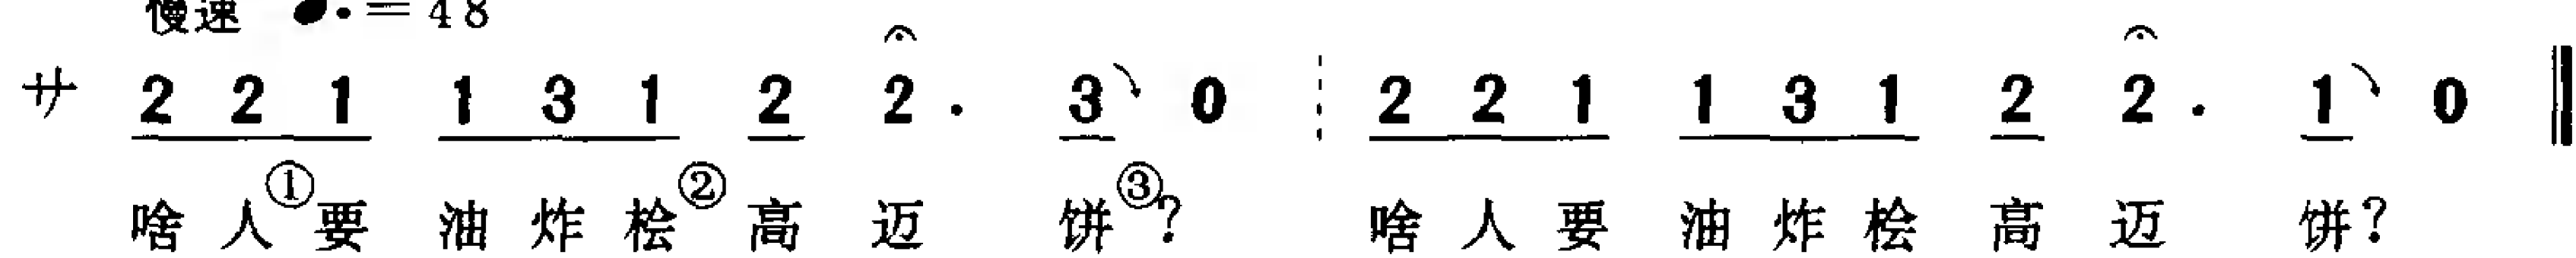 慢速 ♩. = 48
サ 2 2 1 1 3 1 2 2 . 3 0 2 2 1 1 3 1 2 2 . 1 0
啥人①要 油炸桧②高迈 饼③? 啥人要 油炸桧高迈 饼?